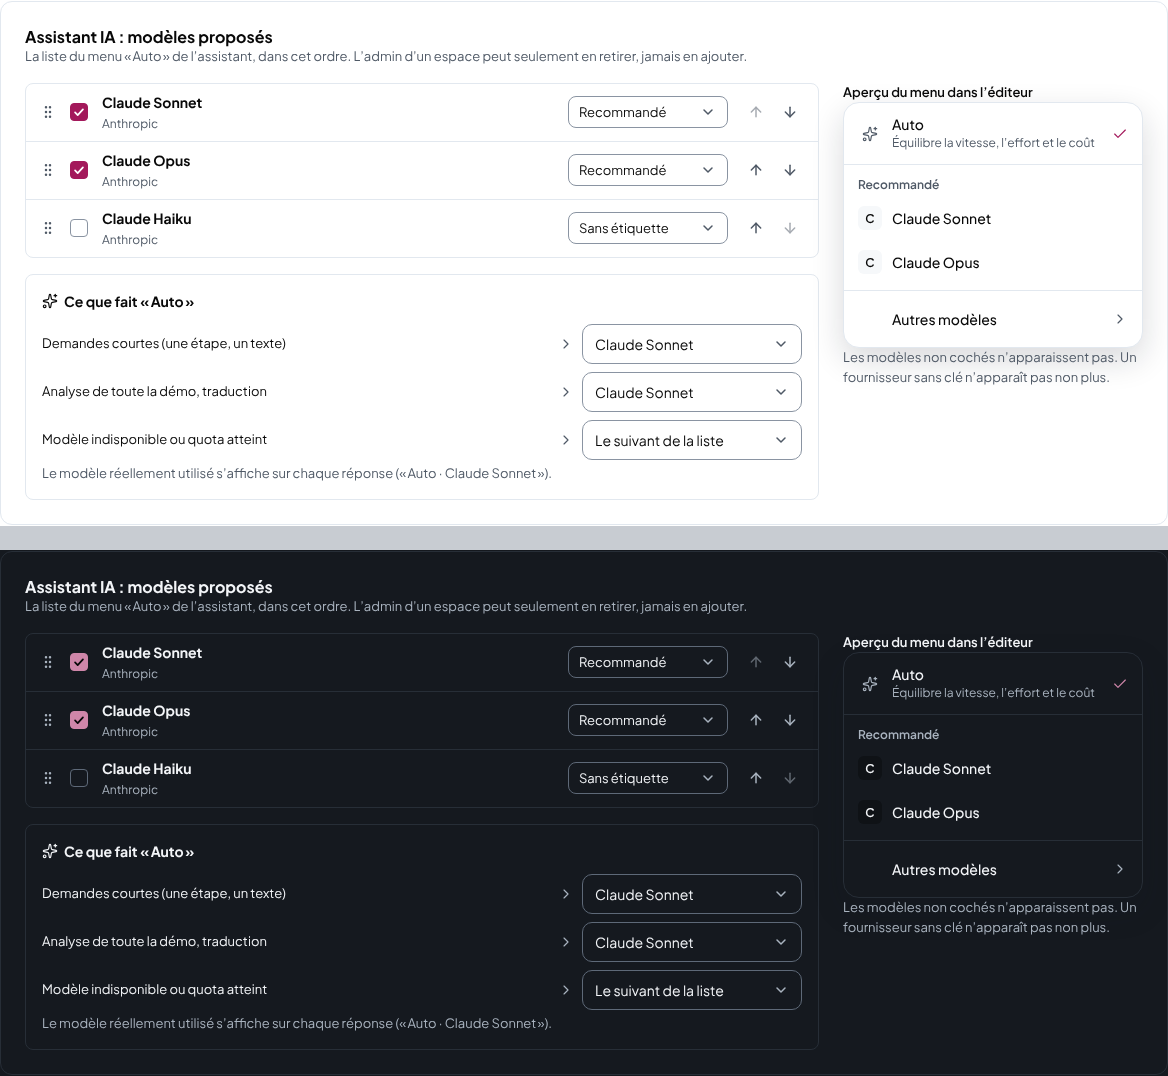 Assistant IA : modèles proposés
La liste du menu « Auto » de l’assistant, dans cet ordre. L’admin d’un espace peut seulement en retirer, jamais en ajouter.
Claude Sonnet
Anthropic
Recommandé
Claude Opus
Anthropic
Recommandé
Claude Haiku
Anthropic
Sans étiquette
Ce que fait « Auto »
Demandes courtes (une étape, un texte)
Claude Sonnet
Analyse de toute la démo, traduction
Claude Sonnet
Modèle indisponible ou quota atteint
Le suivant de la liste
Le modèle réellement utilisé s’affiche sur chaque réponse (« Auto · Claude Sonnet »).
Aperçu du menu dans l’éditeur
Auto
Équilibre la vitesse, l’effort et le coût
Recommandé
C Claude Sonnet
C Claude Opus
Autres modèles
Les modèles non cochés n’apparaissent pas. Un
fournisseur sans clé n’apparaît pas non plus.
Assistant IA : modèles proposés
La liste du menu « Auto » de l’assistant, dans cet ordre. L’admin d’un espace peut seulement en retirer, jamais en ajouter.
Claude Sonnet
Anthropic
Recommandé
Claude Opus
Anthropic
Recommandé
Claude Haiku
Anthropic
Sans étiquette
Ce que fait « Auto »
Demandes courtes (une étape, un texte)
Claude Sonnet
Analyse de toute la démo, traduction
Claude Sonnet
Modèle indisponible ou quota atteint
Le suivant de la liste
Le modèle réellement utilisé s’affiche sur chaque réponse (« Auto · Claude Sonnet »).
Aperçu du menu dans l’éditeur
Auto
Équilibre la vitesse, l’effort et le coût
Recommandé
C Claude Sonnet
C Claude Opus
Autres modèles
Les modèles non cochés n’apparaissent pas. Un
fournisseur sans clé n’apparaît pas non plus.